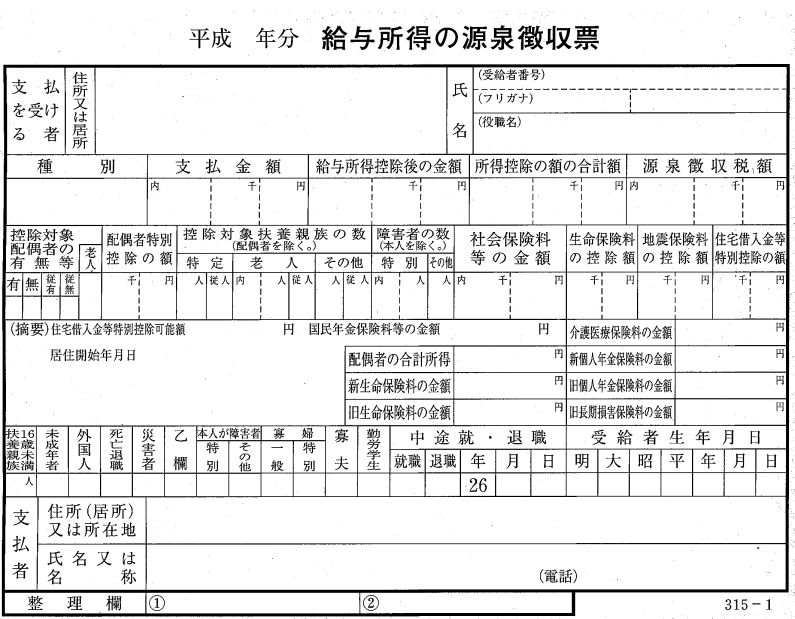 平成　年分　給与所得の源泉徴収票
支払を受ける者
住所又は居所
氏名
(受給者番号)
(フリガナ)
(役職名)
種別　支払金額　給与所得控除後の金額　所得控除の額の合計額　源泉徴収税額
内　千　円　千　円　千　円　内　千　円
控除対象配偶者の有無等　老人　配偶者特別控除の額　控除対象扶養親族の数(配偶者を除く。)　障害者の数(本人を除く。)　社会保険料等の金額　生命保険料の控除額　地震保険料の控除額　住宅借入金等特別控除の額
特定　老人　その他　特別　その他
有　無　従有　従無　千　円　人　従人　内　人　従人　人　従人　内　人　人　内　千　円　千　円　千　円　千　円
(摘要)住宅借入金等特別控除可能額　円　国民年金保険料等の金額　円　介護医療保険料の金額　円
居住開始年月日　配偶者の合計所得　円　新個人年金保険料の金額　円
新生命保険料の金額　円　旧個人年金保険料の金額　円
旧生命保険料の金額　円　旧長期損害保険料の金額　円
16歳未満扶養親族　未成年者　外国人　死亡退職　災害者　乙欄　本人が障害者　寡婦　寡夫　勤労学生　中途就・退職　受給者生年月日
特別　その他　一般　特別　就職　退職　年　月　日　明　大　昭　平　年　月　日
人　26
支払者
住所(居所)又は所在地
氏名又は名称　(電話)
整理欄　①　②　315－1